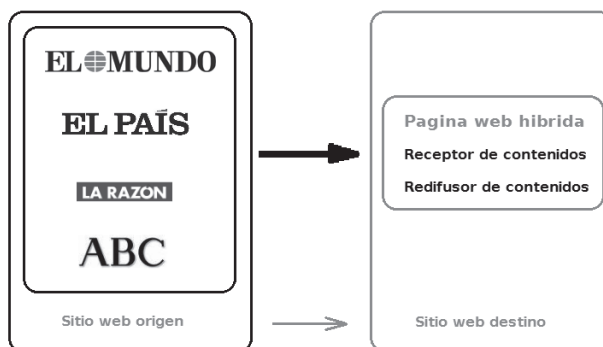 EL MUNDO
EL PAÍS
LA RAZON
ABC
Sitio web origen
Pagina web hibrida
Receptor de contenidos
Redifusor de contenidos
Sitio web destino